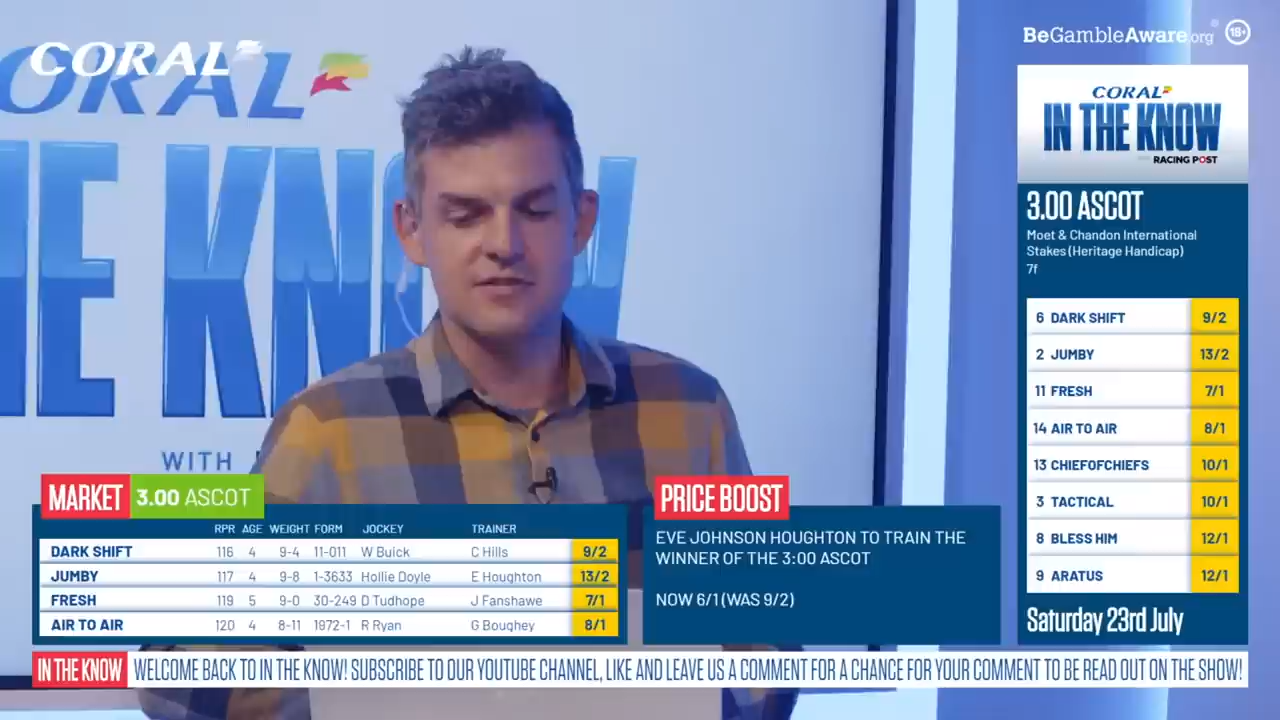 CORAL
CORAL
THE KNOW
WITH
BeGambleAware.org 18+
CORAL
IN THE KNOW
RACING POST
3.00 ASCOT
Moet & Chandon International
Stakes (Heritage Handicap)
7f
6 DARK SHIFT 9/2
2 JUMBY 13/2
11 FRESH 7/1
14 AIR TO AIR 8/1
13 CHIEFOFCHIEFS 10/1
3 TACTICAL 10/1
8 BLESS HIM 12/1
9 ARATUS 12/1
Saturday 23rd July
MARKET 3.00 ASCOT
RPR AGE WEIGHT FORM JOCKEY TRAINER
DARK SHIFT 116 4 9-4 11-011 W Buick C Hills 9/2
JUMBY 117 4 9-8 1-3633 Hollie Doyle E Houghton 13/2
FRESH 119 5 9-0 30-249 D Tudhope J Fanshawe 7/1
AIR TO AIR 120 4 8-11 1972-1 R Ryan G Boughey 8/1
PRICE BOOST
EVE JOHNSON HOUGHTON TO TRAIN THE
WINNER OF THE 3:00 ASCOT
NOW 6/1 (WAS 9/2)
IN THE KNOW WELCOME BACK TO IN THE KNOW! SUBSCRIBE TO OUR YOUTUBE CHANNEL, LIKE AND LEAVE US A COMMENT FOR A CHANCE FOR YOUR COMMENT TO BE READ OUT ON THE SHOW!